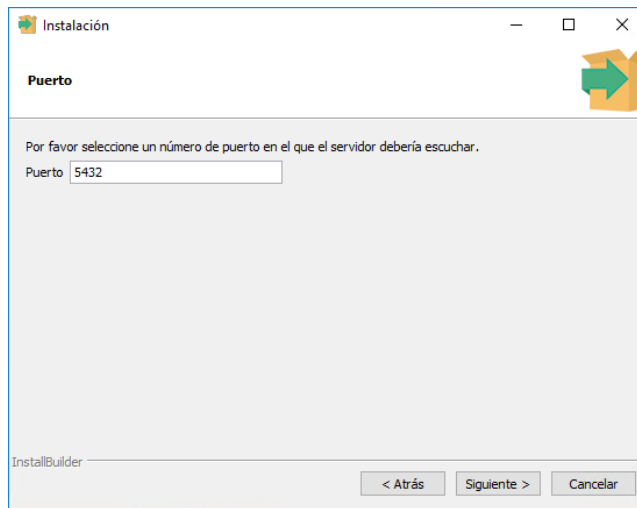 Instalación
Puerto
Por favor seleccione un número de puerto en el que el servidor debería escuchar.
Puerto 5432
InstallBuilder
< Atrás Siguiente > Cancelar